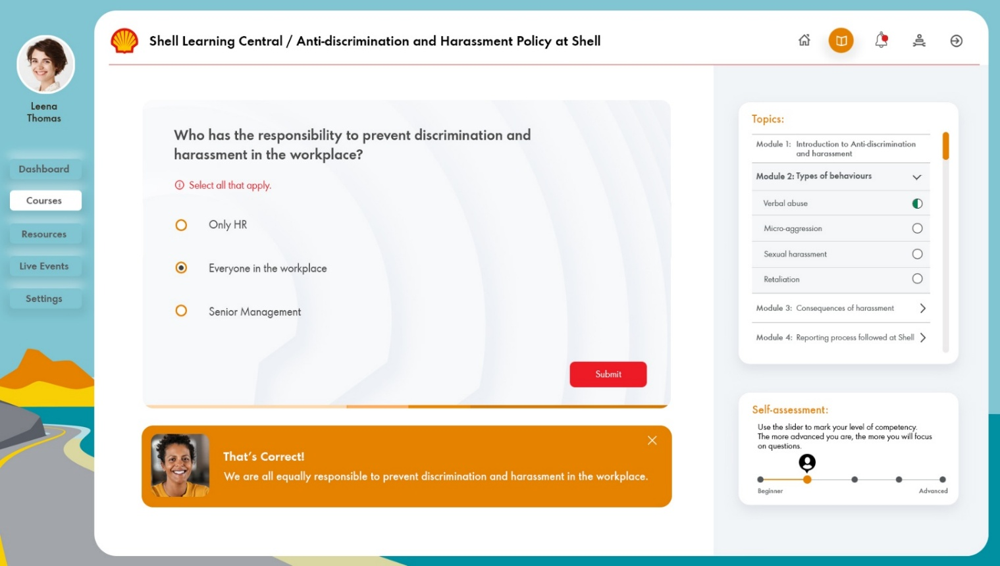 Shell Learning Central / Anti-discrimination and Harassment Policy at Shell
Leena
Thomas
Dashboard
Courses
Resources
Live Events
Settings
Who has the responsibility to prevent discrimination and
harassment in the workplace?
Select all that apply.
Only HR
Everyone in the workplace
Senior Management
Submit
That's Correct!
We are all equally responsible to prevent discrimination and harassment in the workplace.
Topics:
Module 1: Introduction to Anti-discrimination
and harassment
Module 2: Types of behaviours
Verbal abuse
Micro-aggression
Sexual harassment
Retaliation
Module 3: Consequences of harassment
Module 4: Reporting process followed at Shell
Self-assessment:
Use the slider to mark your level of competency.
The more advanced you are, the more you will focus
on questions.
Beginner
Advanced